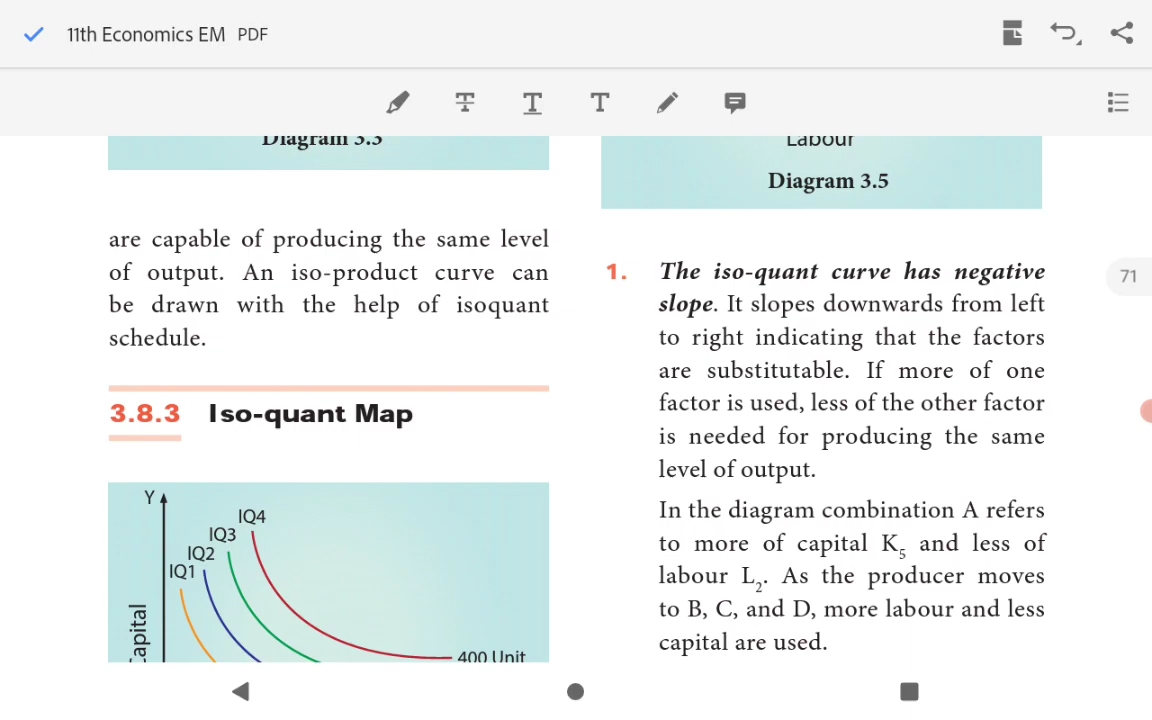 11th Economics EM PDF
Diagram 3.3
are capable of producing the same level
of output. An iso-product curve can
be drawn with the help of isoquant
schedule.
3.8.3 Iso-quant Map
Y
IQ4
IQ3
IQ2
IQ1
Capital
400 Unit
Labour
Diagram 3.5
1. The iso-quant curve has negative
slope. It slopes downwards from left
to right indicating that the factors
are substitutable. If more of one
factor is used, less of the other factor
is needed for producing the same
level of output.
In the diagram combination A refers
to more of capital K5 and less of
labour L2. As the producer moves
to B, C, and D, more labour and less
capital are used.
71